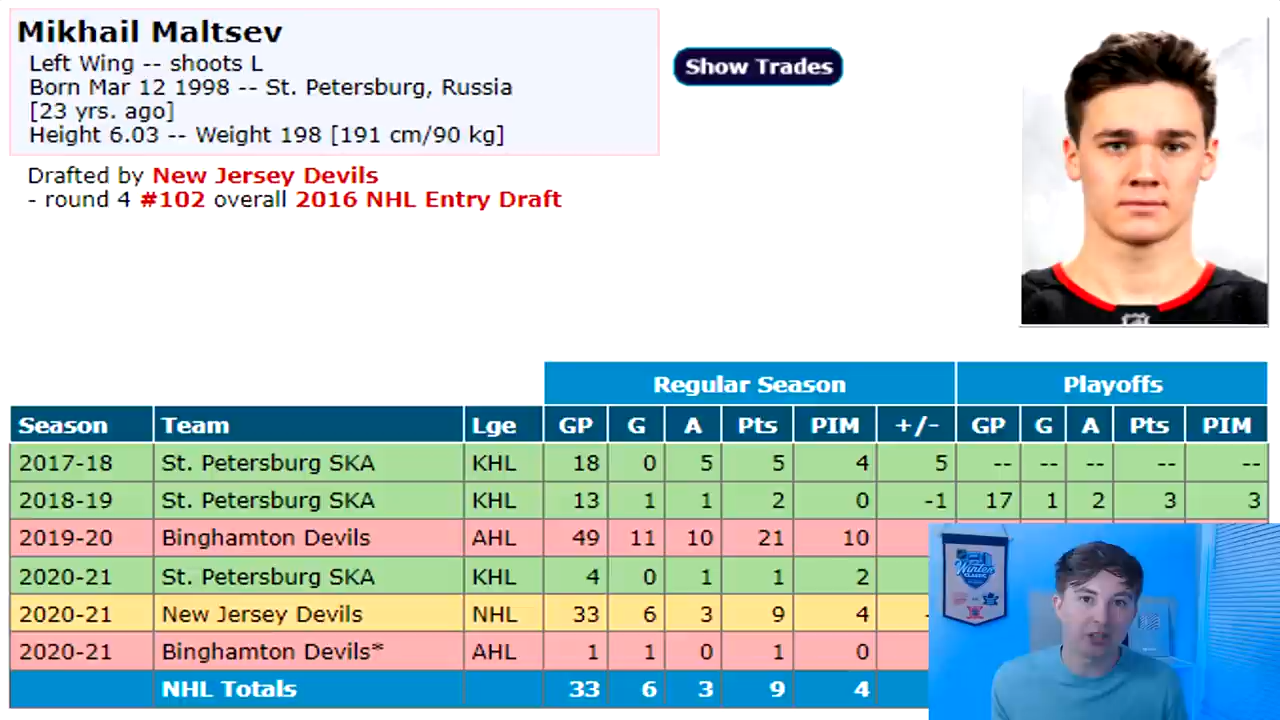 Mikhail Maltsev
Left Wing -- shoots L
Born Mar 12 1998 -- St. Petersburg, Russia
[23 yrs. ago]
Height 6.03 -- Weight 198 [191 cm/90 kg]
Show Trades
Drafted by New Jersey Devils
- round 4 #102 overall 2016 NHL Entry Draft
Regular Season Playoffs
Season Team Lge GP G A Pts PIM +/- GP G A Pts PIM
2017-18 St. Petersburg SKA KHL 18 0 5 5 4 5 -- -- -- -- --
2018-19 St. Petersburg SKA KHL 13 1 1 2 0 -1 17 1 2 3 3
2019-20 Binghamton Devils AHL 49 11 10 21 10
2020-21 St. Petersburg SKA KHL 4 0 1 1 2
2020-21 New Jersey Devils NHL 33 6 3 9 4 -
2020-21 Binghamton Devils* AHL 1 1 0 1 0
NHL Totals 33 6 3 9 4
Winter
Classic